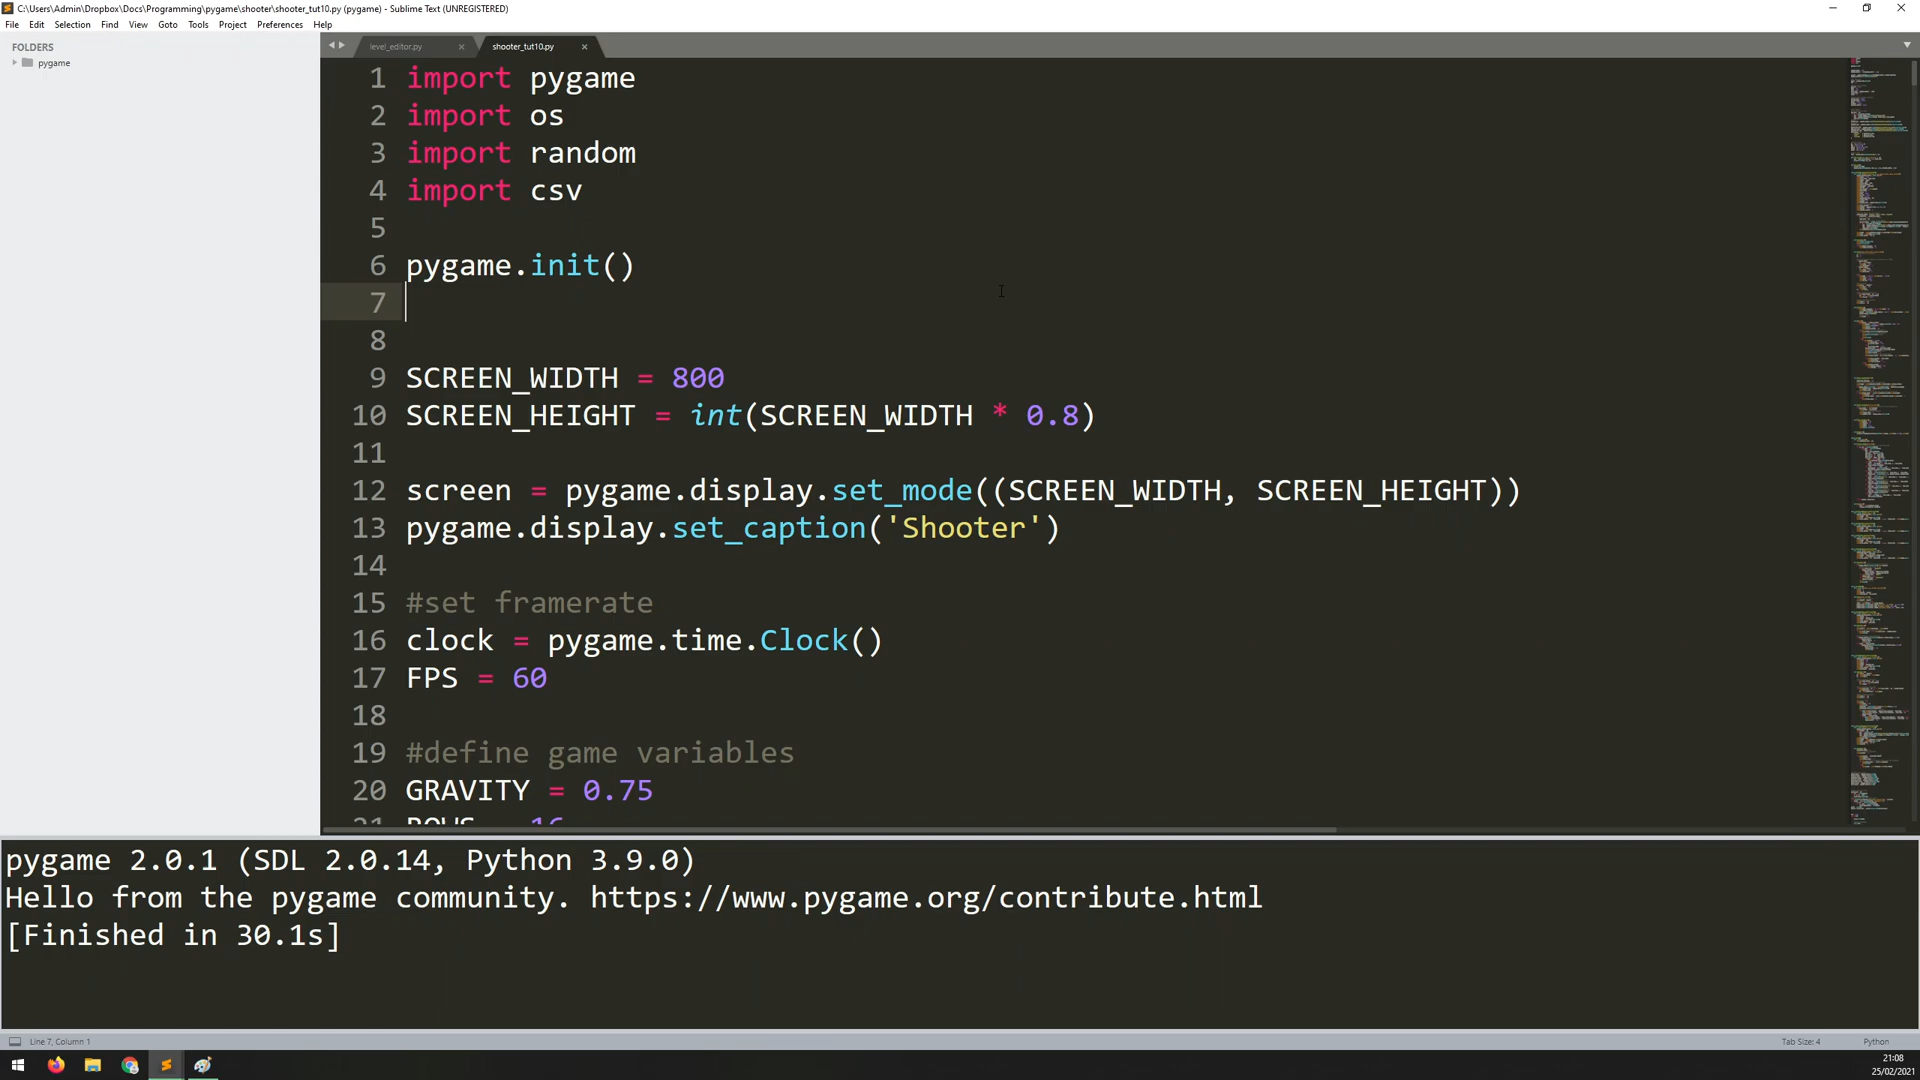 C:\Users\Admin\Dropbox\Docs\Programming\pygame\shooter\shooter_tut10.py (pygame) - Sublime Text (UNREGISTERED)
File Edit Selection Find View Goto Tools Project Preferences Help
FOLDERS
pygame
level_editor.py
shooter_tut10.py
1 import pygame
2 import os
3 import random
4 import csv
5
6 pygame.init()
7
8
9 SCREEN_WIDTH = 800
10 SCREEN_HEIGHT = int(SCREEN_WIDTH * 0.8)
11
12 screen = pygame.display.set_mode((SCREEN_WIDTH, SCREEN_HEIGHT))
13 pygame.display.set_caption('Shooter')
14
15 #set framerate
16 clock = pygame.time.Clock()
17 FPS = 60
18
19 #define game variables
20 GRAVITY = 0.75
21 ROWS = 16
pygame 2.0.1 (SDL 2.0.14, Python 3.9.0)
Hello from the pygame community. https://www.pygame.org/contribute.html
[Finished in 30.1s]
Line 7, Column 1
Tab Size: 4
Python
21:08
25/02/2021